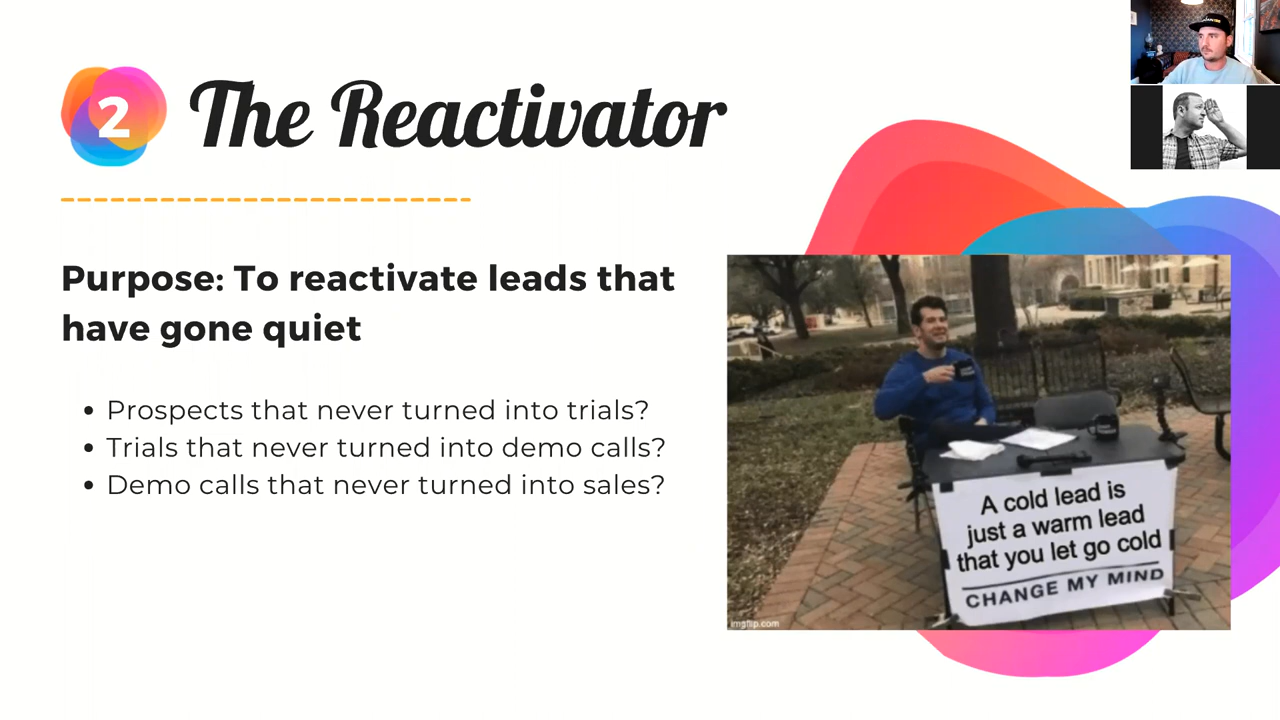 2
The Reactivator
Purpose: To reactivate leads that
have gone quiet
• Prospects that never turned into trials?
• Trials that never turned into demo calls?
• Demo calls that never turned into sales?
A cold lead is
just a warm lead
that you let go cold
CHANGE MY MIND
imgflip.com